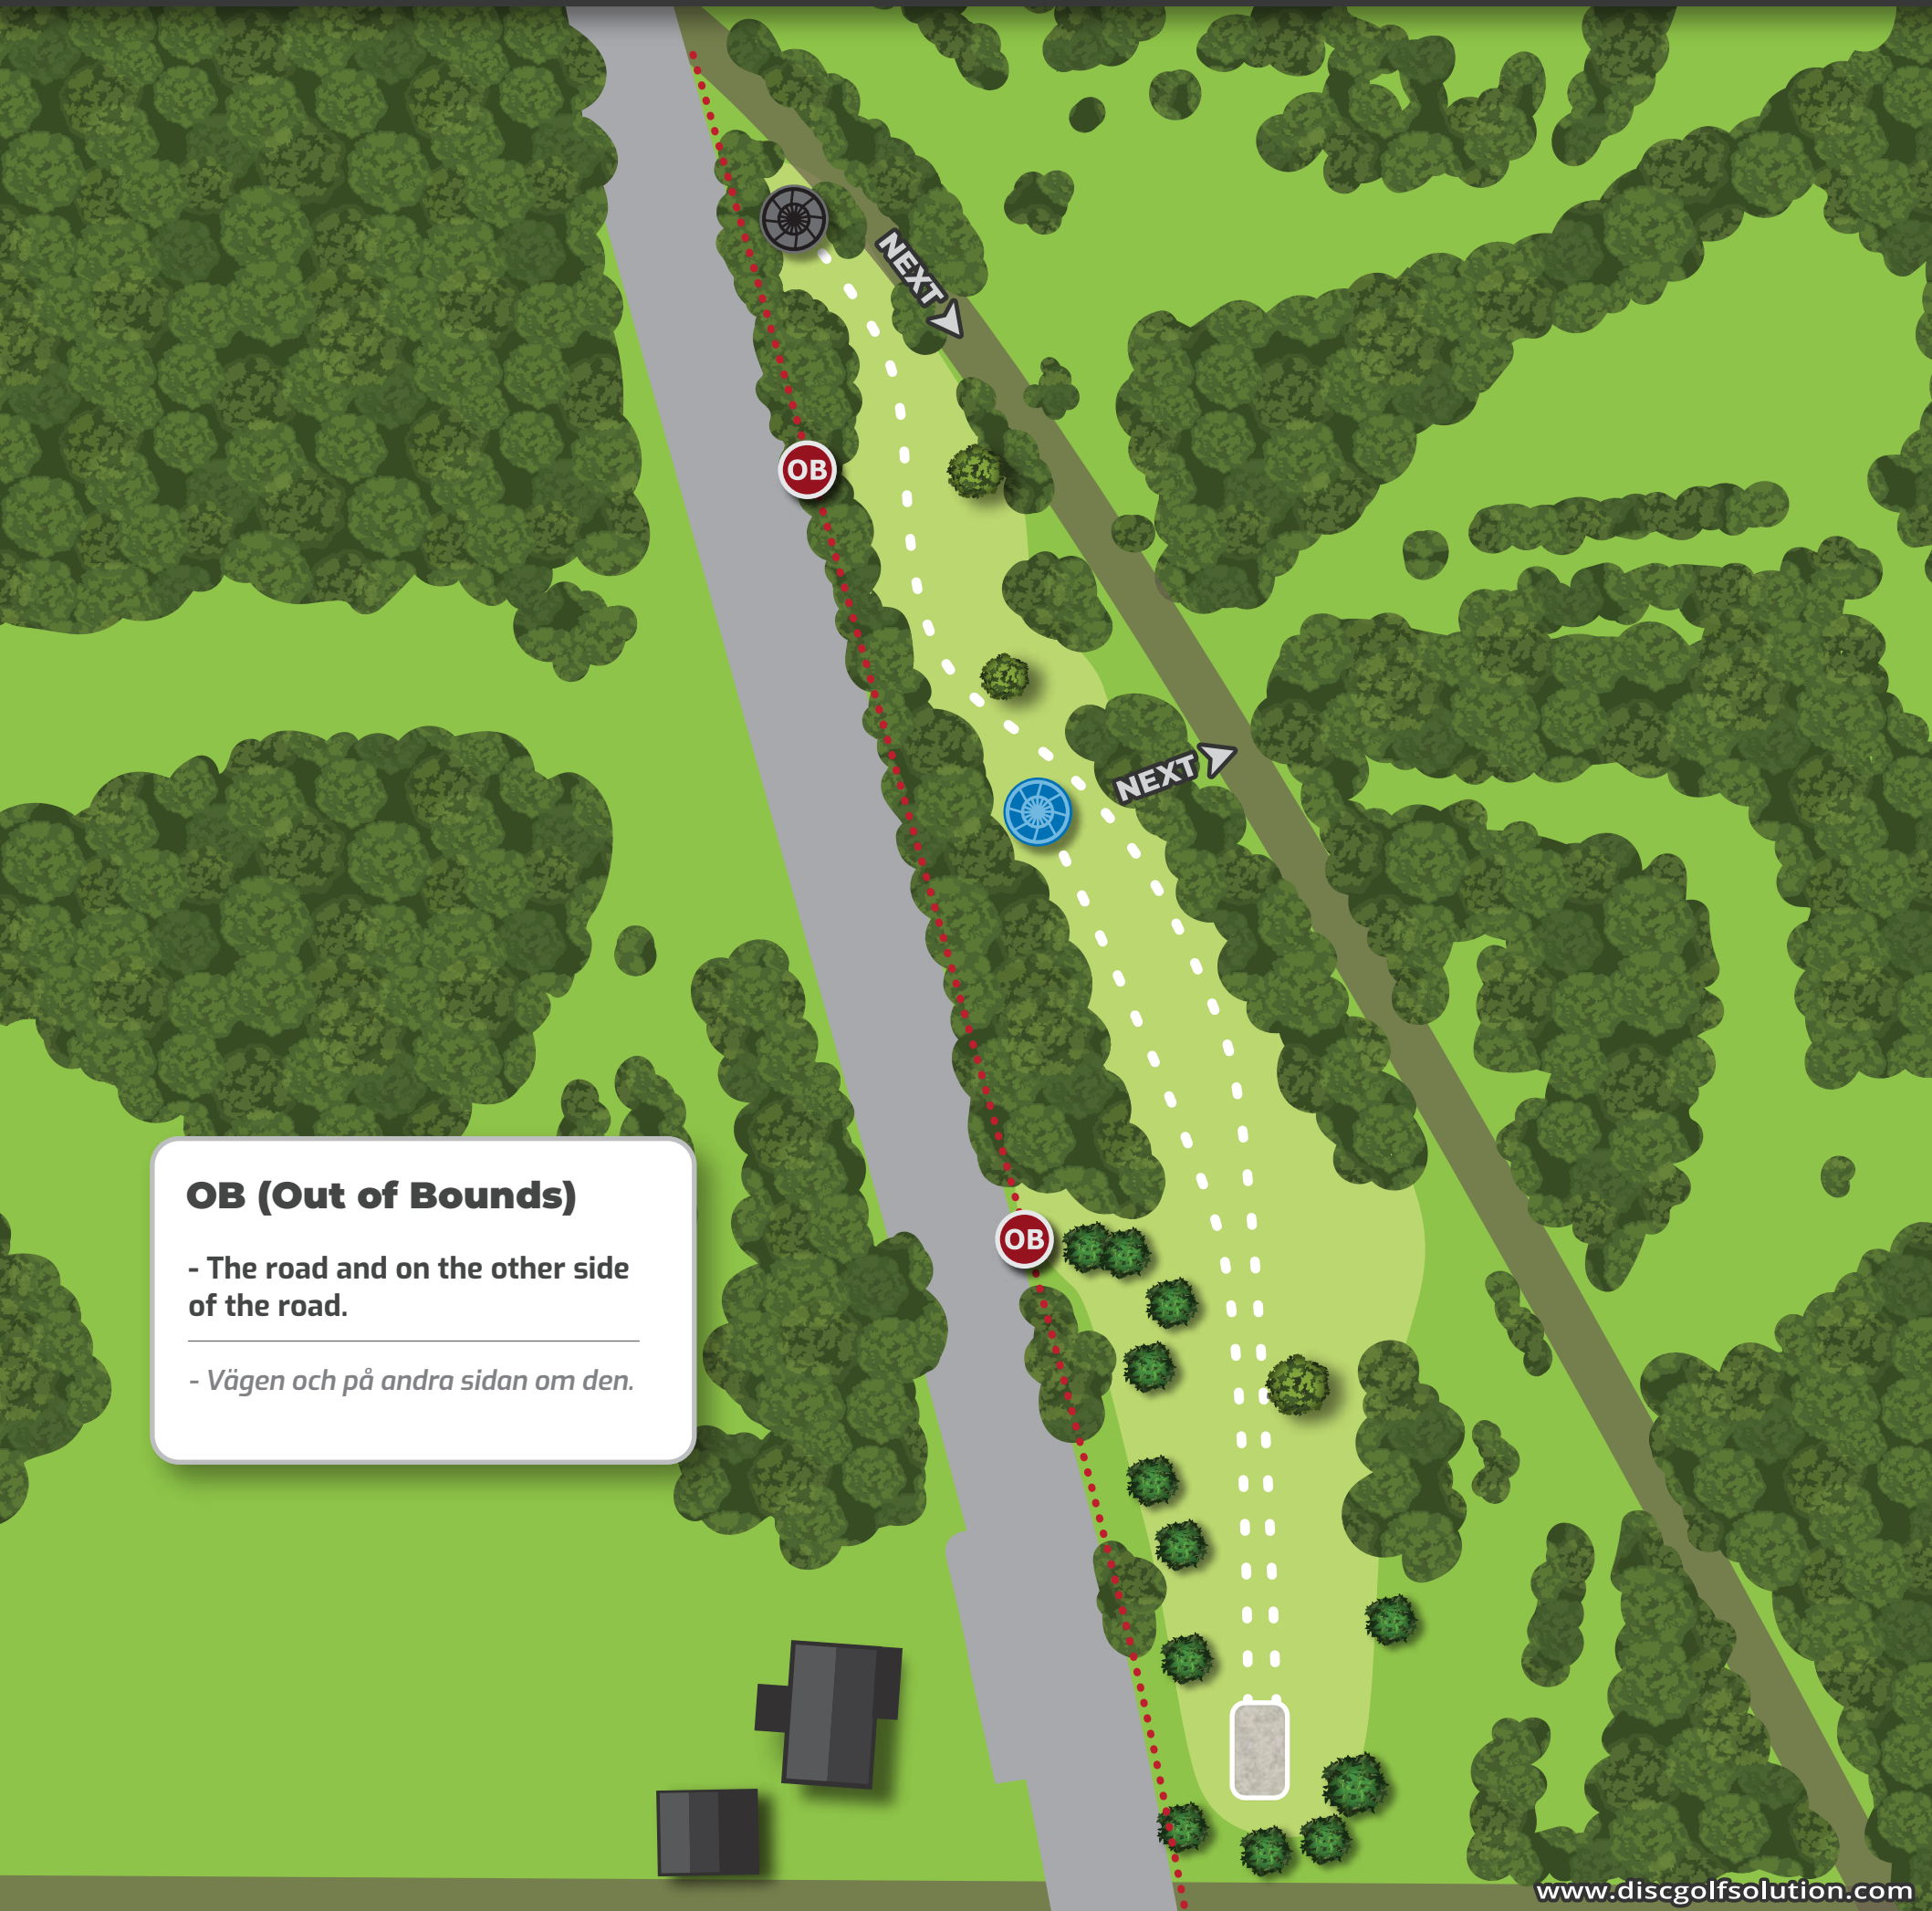 NEXT
OB
NEXT
OB (Out of Bounds)
- The road and on the other side
of the road.
- Vägen och på andra sidan om den.
OB
www.discgolfsolution.com